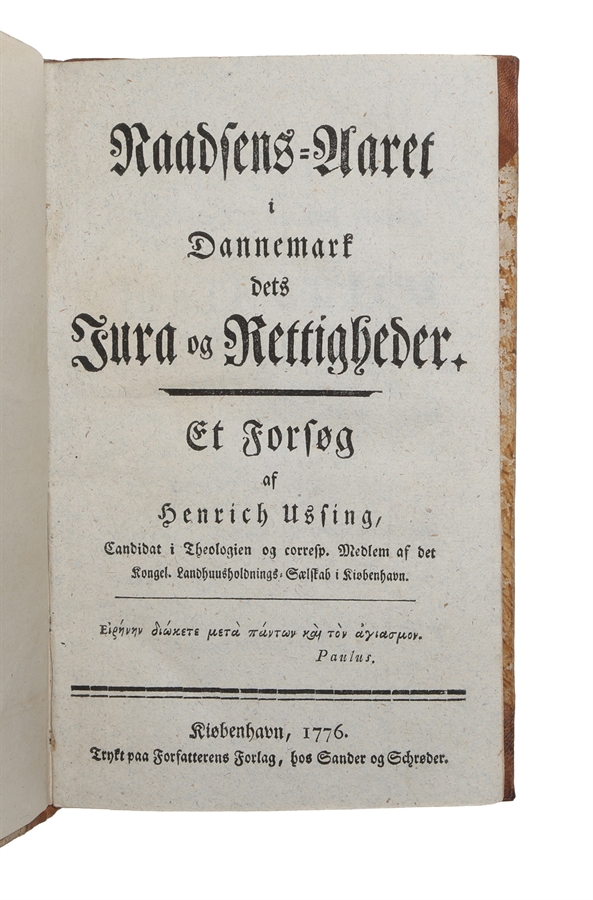 Naadsens-Aaret
i
Dannemark
dets
Jura og Rettigheder.
Et Forsøg
af
Henrich Ussing,
Candidat i Theologien og corresp. Medlem af det
Kongel. Landhuusholdnings-Sælskab i Kiøbenhavn.
Εἰρήνην διώκετε μετὰ πάντων καὶ τὸν ἁγιασμον.
Paulus.
Kiøbenhavn, 1776.
Trykt paa Forfatterens Forlag, hos Sander og Schrøder.